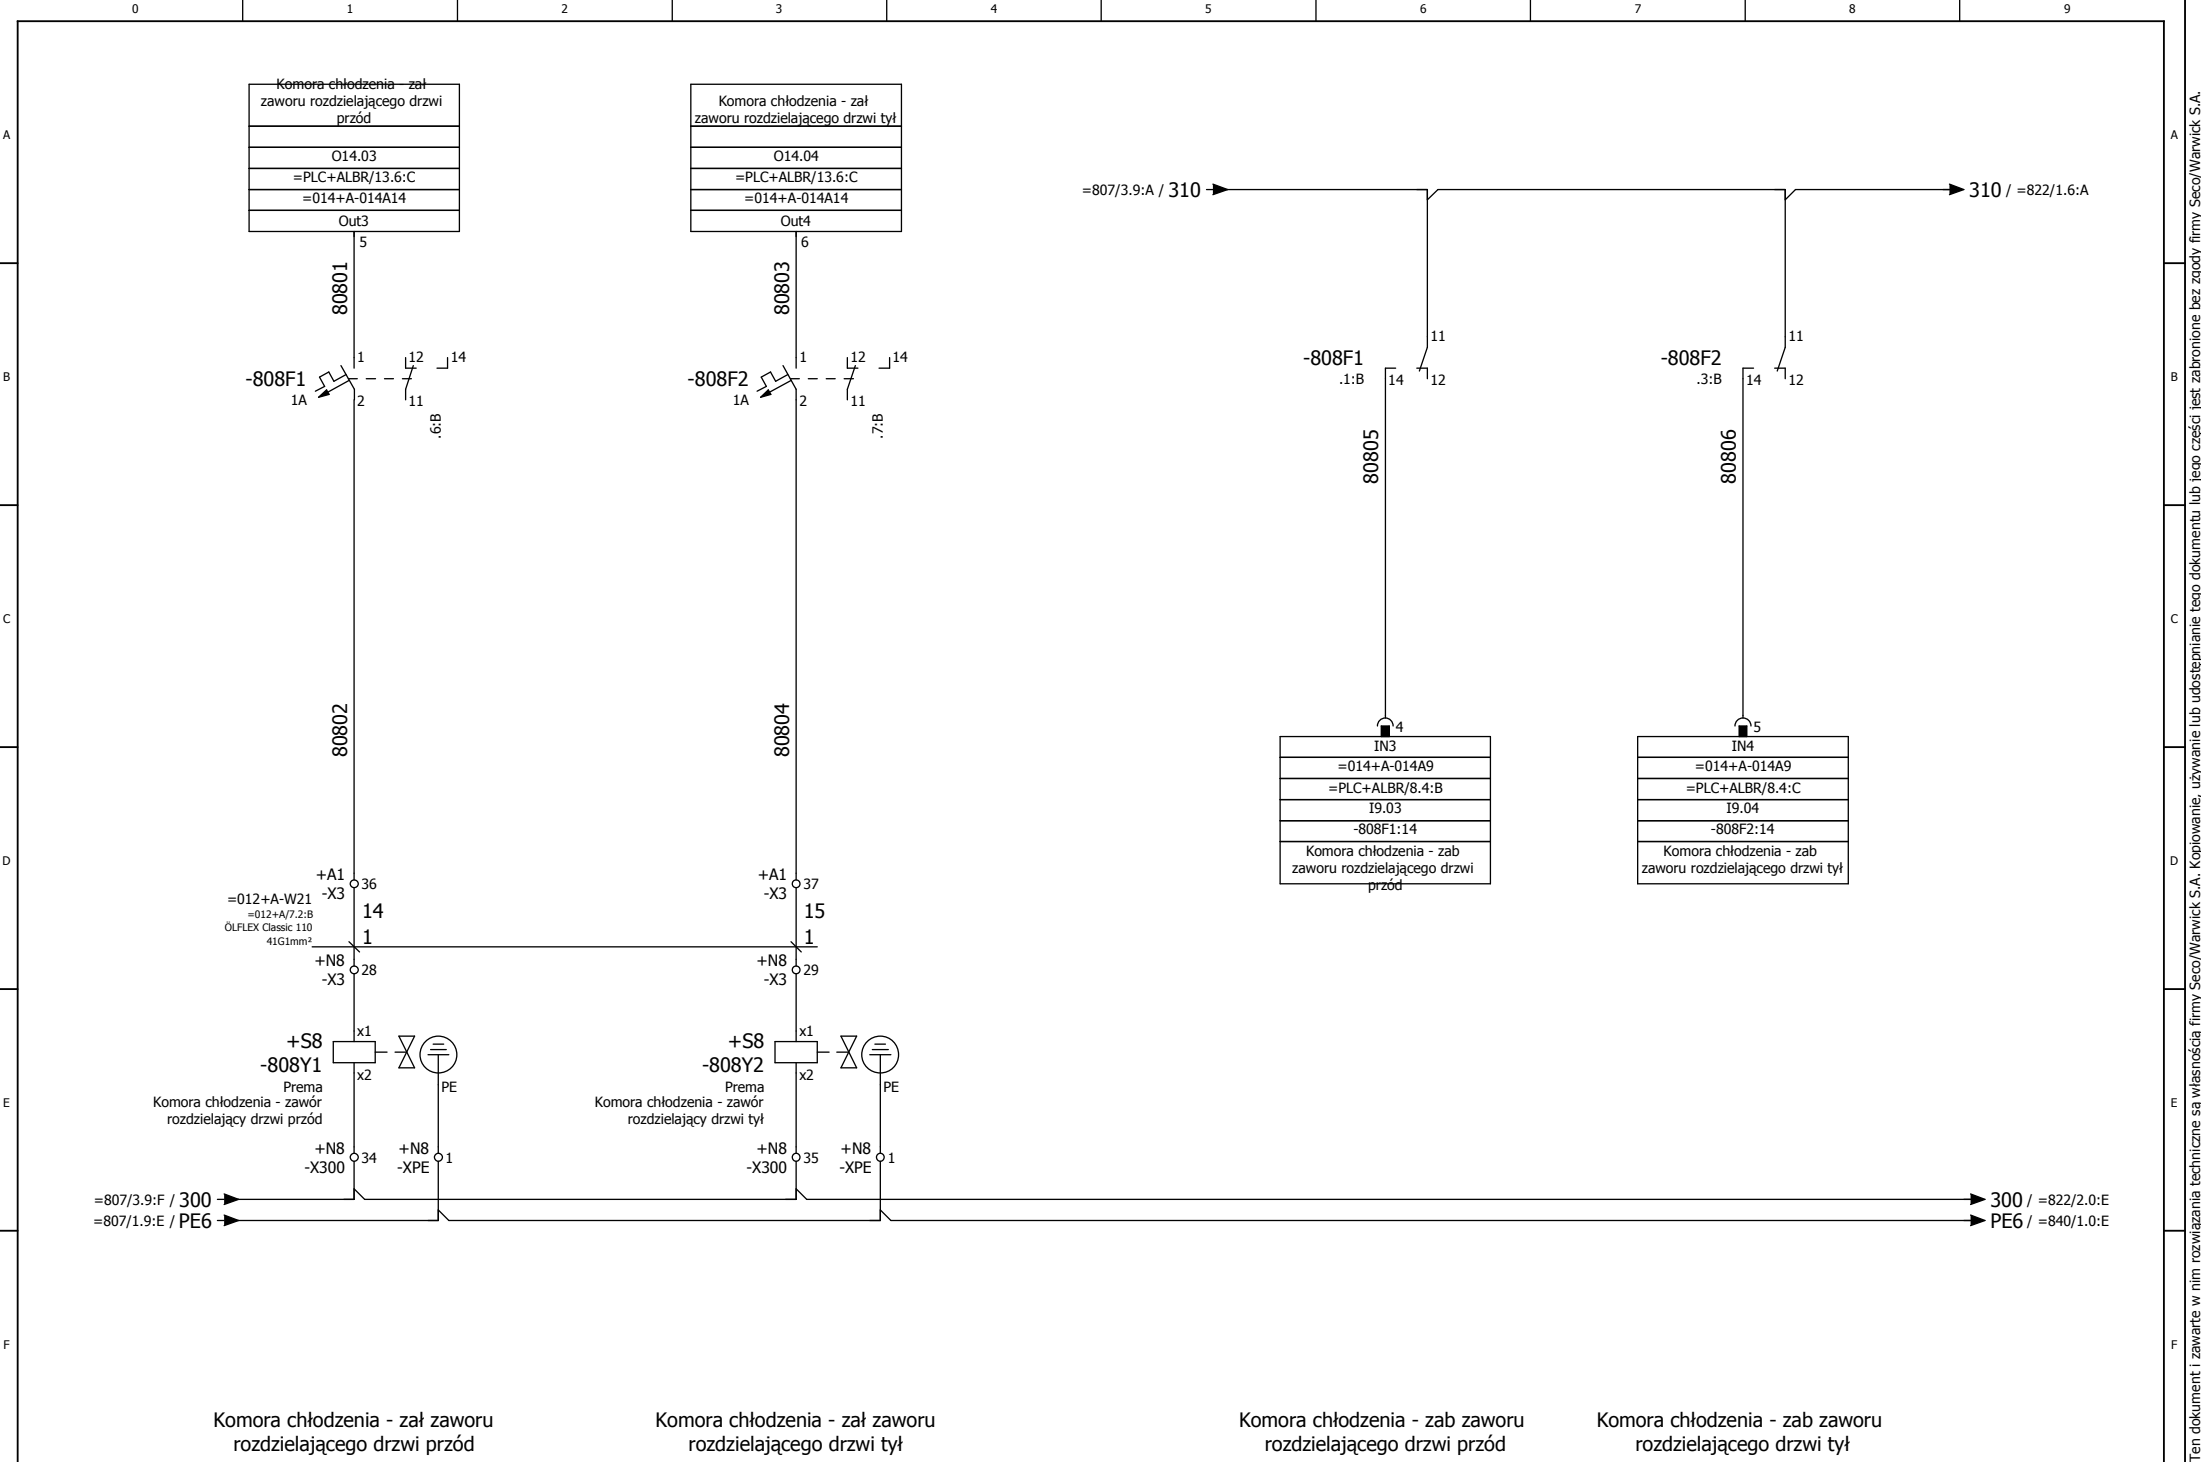 0 1 2 3 4 5 6 7 8 9
Komora chłodzenia - zał
zaworu rozdzielającego drzwi
przód
O14.03
=PLC+ALBR/13.6:C
=014+A-014A14
Out3
5
80801
Komora chłodzenia - zał
zaworu rozdzielającego drzwi tył
O14.04
=PLC+ALBR/13.6:C
=014+A-014A14
Out4
6
80803
A
A
=807/3.9:A / 310
310 / =822/1.6:A
B
B
-808F1
1A
1
2
12
14
11
.6:B
-808F2
1A
1
2
12
14
11
.7:B
-808F1
.1:B
11
14
12
80805
-808F2
.3:B
11
14
12
80806
C
C
80802
80804
4
IN3
=014+A-014A9
=PLC+ALBR/8.4:B
I9.03
-808F1:14
Komora chłodzenia - zab
zaworu rozdzielającego drzwi
przód
5
IN4
=014+A-014A9
=PLC+ALBR/8.4:C
I9.04
-808F2:14
Komora chłodzenia - zab
zaworu rozdzielającego drzwi tył
D
D
+A1
-X3
36
=012+A-W21
=012+A/7.2:B
ÖLFLEX Classic 110
41G1mm²
14
1
+N8
-X3
28
+A1
-X3
37
15
1
+N8
-X3
29
E
E
+S8
-808Y1
x1
x2
PE
Prema
Komora chłodzenia - zawór
rozdzielający drzwi przód
+N8
-X300
34
+N8
-XPE
1
+S8
-808Y2
x1
x2
PE
Prema
Komora chłodzenia - zawór
rozdzielający drzwi tył
+N8
-X300
35
+N8
-XPE
1
=807/3.9:F / 300
300 / =822/2.0:E
=807/1.9:E / PE6
PE6 / =840/1.0:E
F
F
Komora chłodzenia - zał zaworu
rozdzielającego drzwi przód
Komora chłodzenia - zał zaworu
rozdzielającego drzwi tył
Komora chłodzenia - zab zaworu
rozdzielającego drzwi przód
Komora chłodzenia - zab zaworu
rozdzielającego drzwi tył
Ten dokument i zawarte w nim rozwiązania techniczne są własnością firmy Seco/Warwick S.A. Kopiowanie, używanie lub udostępnianie tego dokumentu lub jego części jest zabronione bez zgody firmy Seco/Warwick S.A.